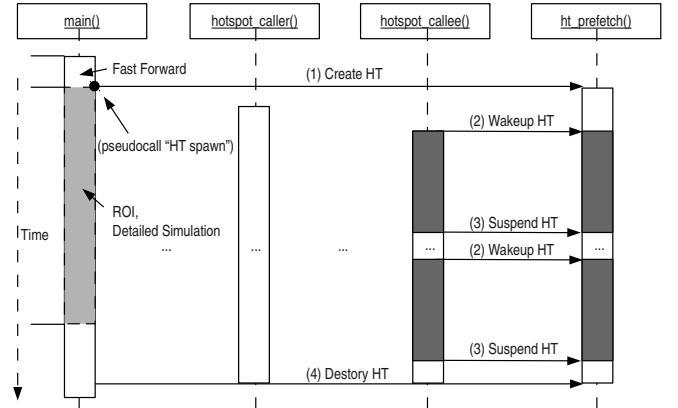 main()
hotspot_caller()
hotspot_callee()
ht_prefetch()
Fast Forward
(1) Create HT
(2) Wakeup HT
(pseudocall “HT spawn”)
ROI,
Detailed Simulation
(3) Suspend HT
Time
...
...
...
...
...
(2) Wakeup HT
(3) Suspend HT
(4) Destory HT